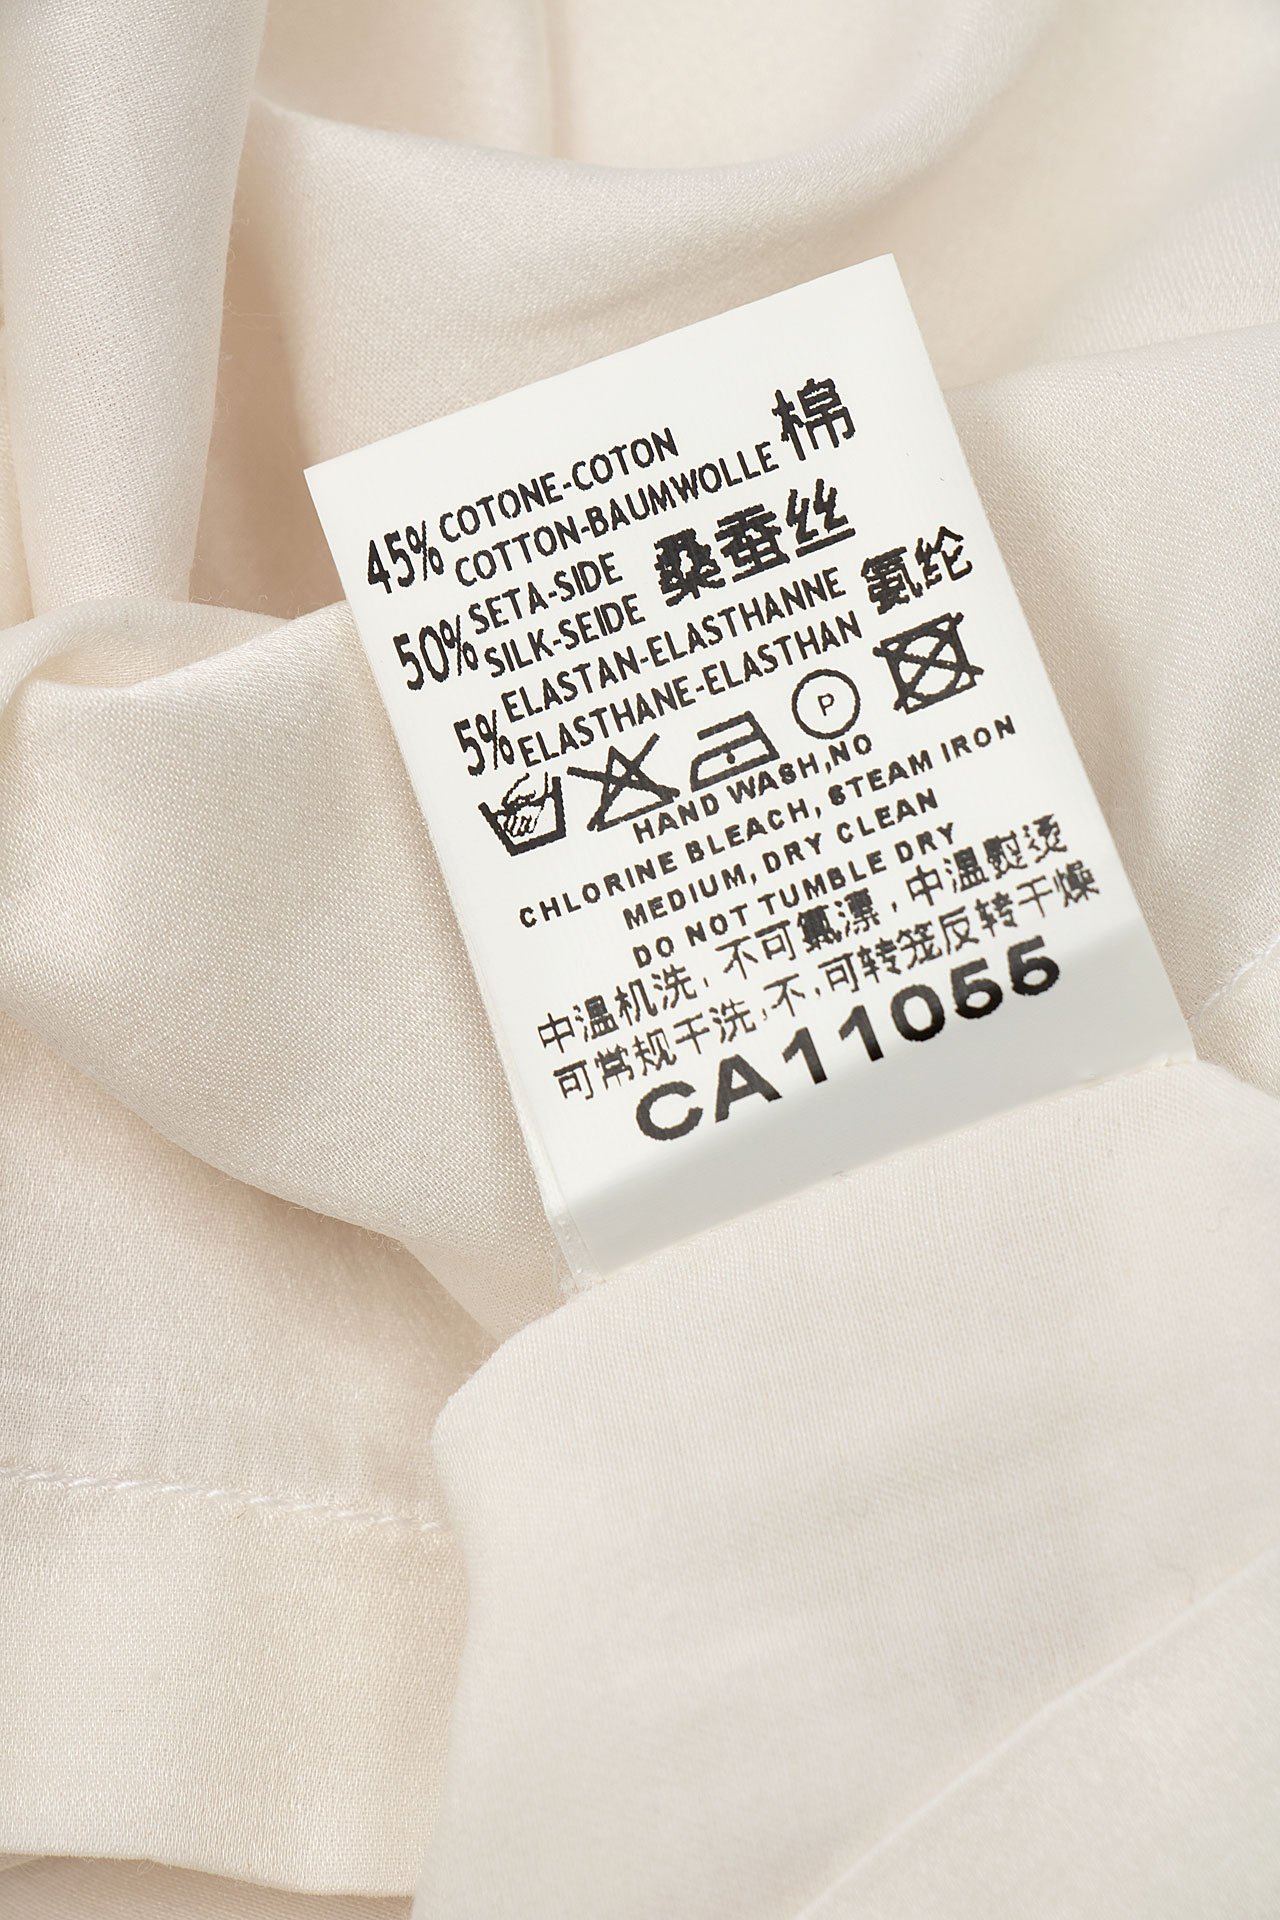 45% COTONE-COTON
COTTON-BAUMWOLLE 棉
50% SETA-SIDE
SILK-SEIDE 桑蚕丝
5% ELASTAN-ELASTHANNE
ELASTHANE-ELASTHAN 氨纶
P
HAND WASH,NO
CHLORINE BLEACH, STEAM IRON
MEDIUM, DRY CLEAN
DO NOT TUMBLE DRY
中温机洗,不可氯漂,中温熨烫
可常规干洗,不,可转笼反转干燥
CA11055